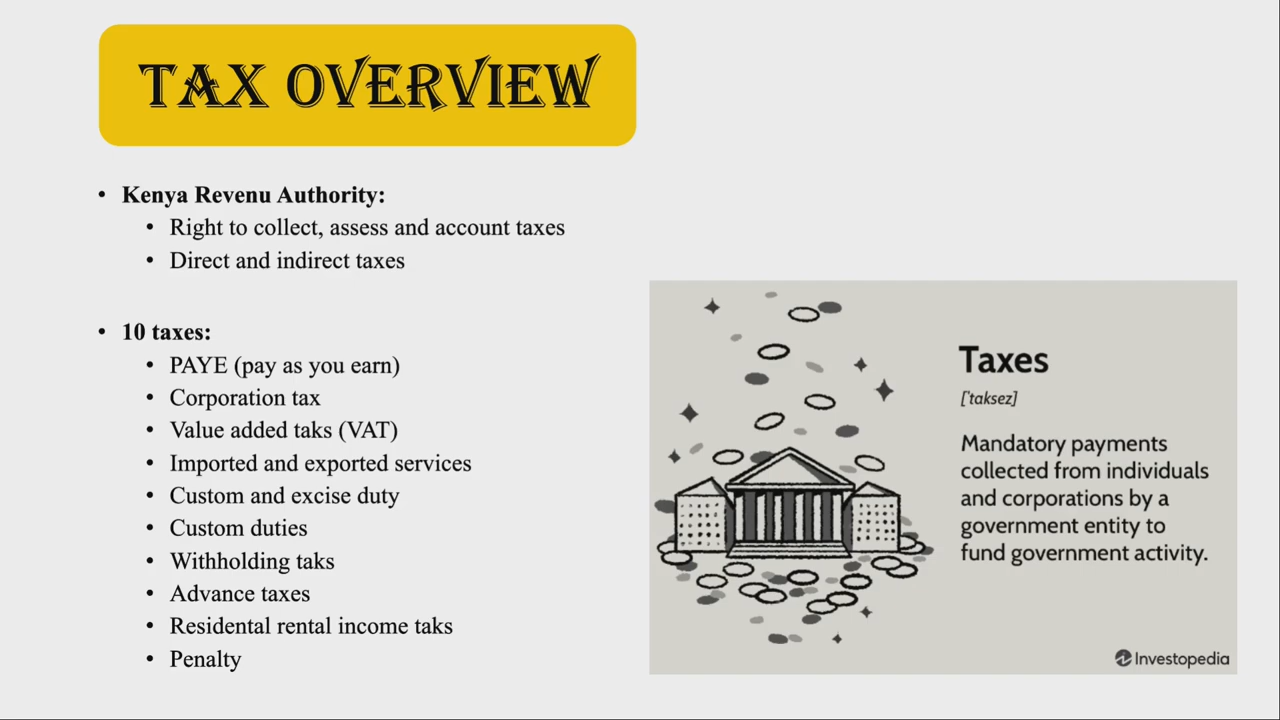 TAX OVERVIEW
• Kenya Revenu Authority:
• Right to collect, assess and account taxes
• Direct and indirect taxes
• 10 taxes:
• PAYE (pay as you earn)
• Corporation tax
• Value added taks (VAT)
• Imported and exported services
• Custom and excise duty
• Custom duties
• Withholding taks
• Advance taxes
• Residental rental income taks
• Penalty
Taxes
['taksez]
Mandatory payments
collected from individuals
and corporations by a
government entity to
fund government activity.
Investopedia